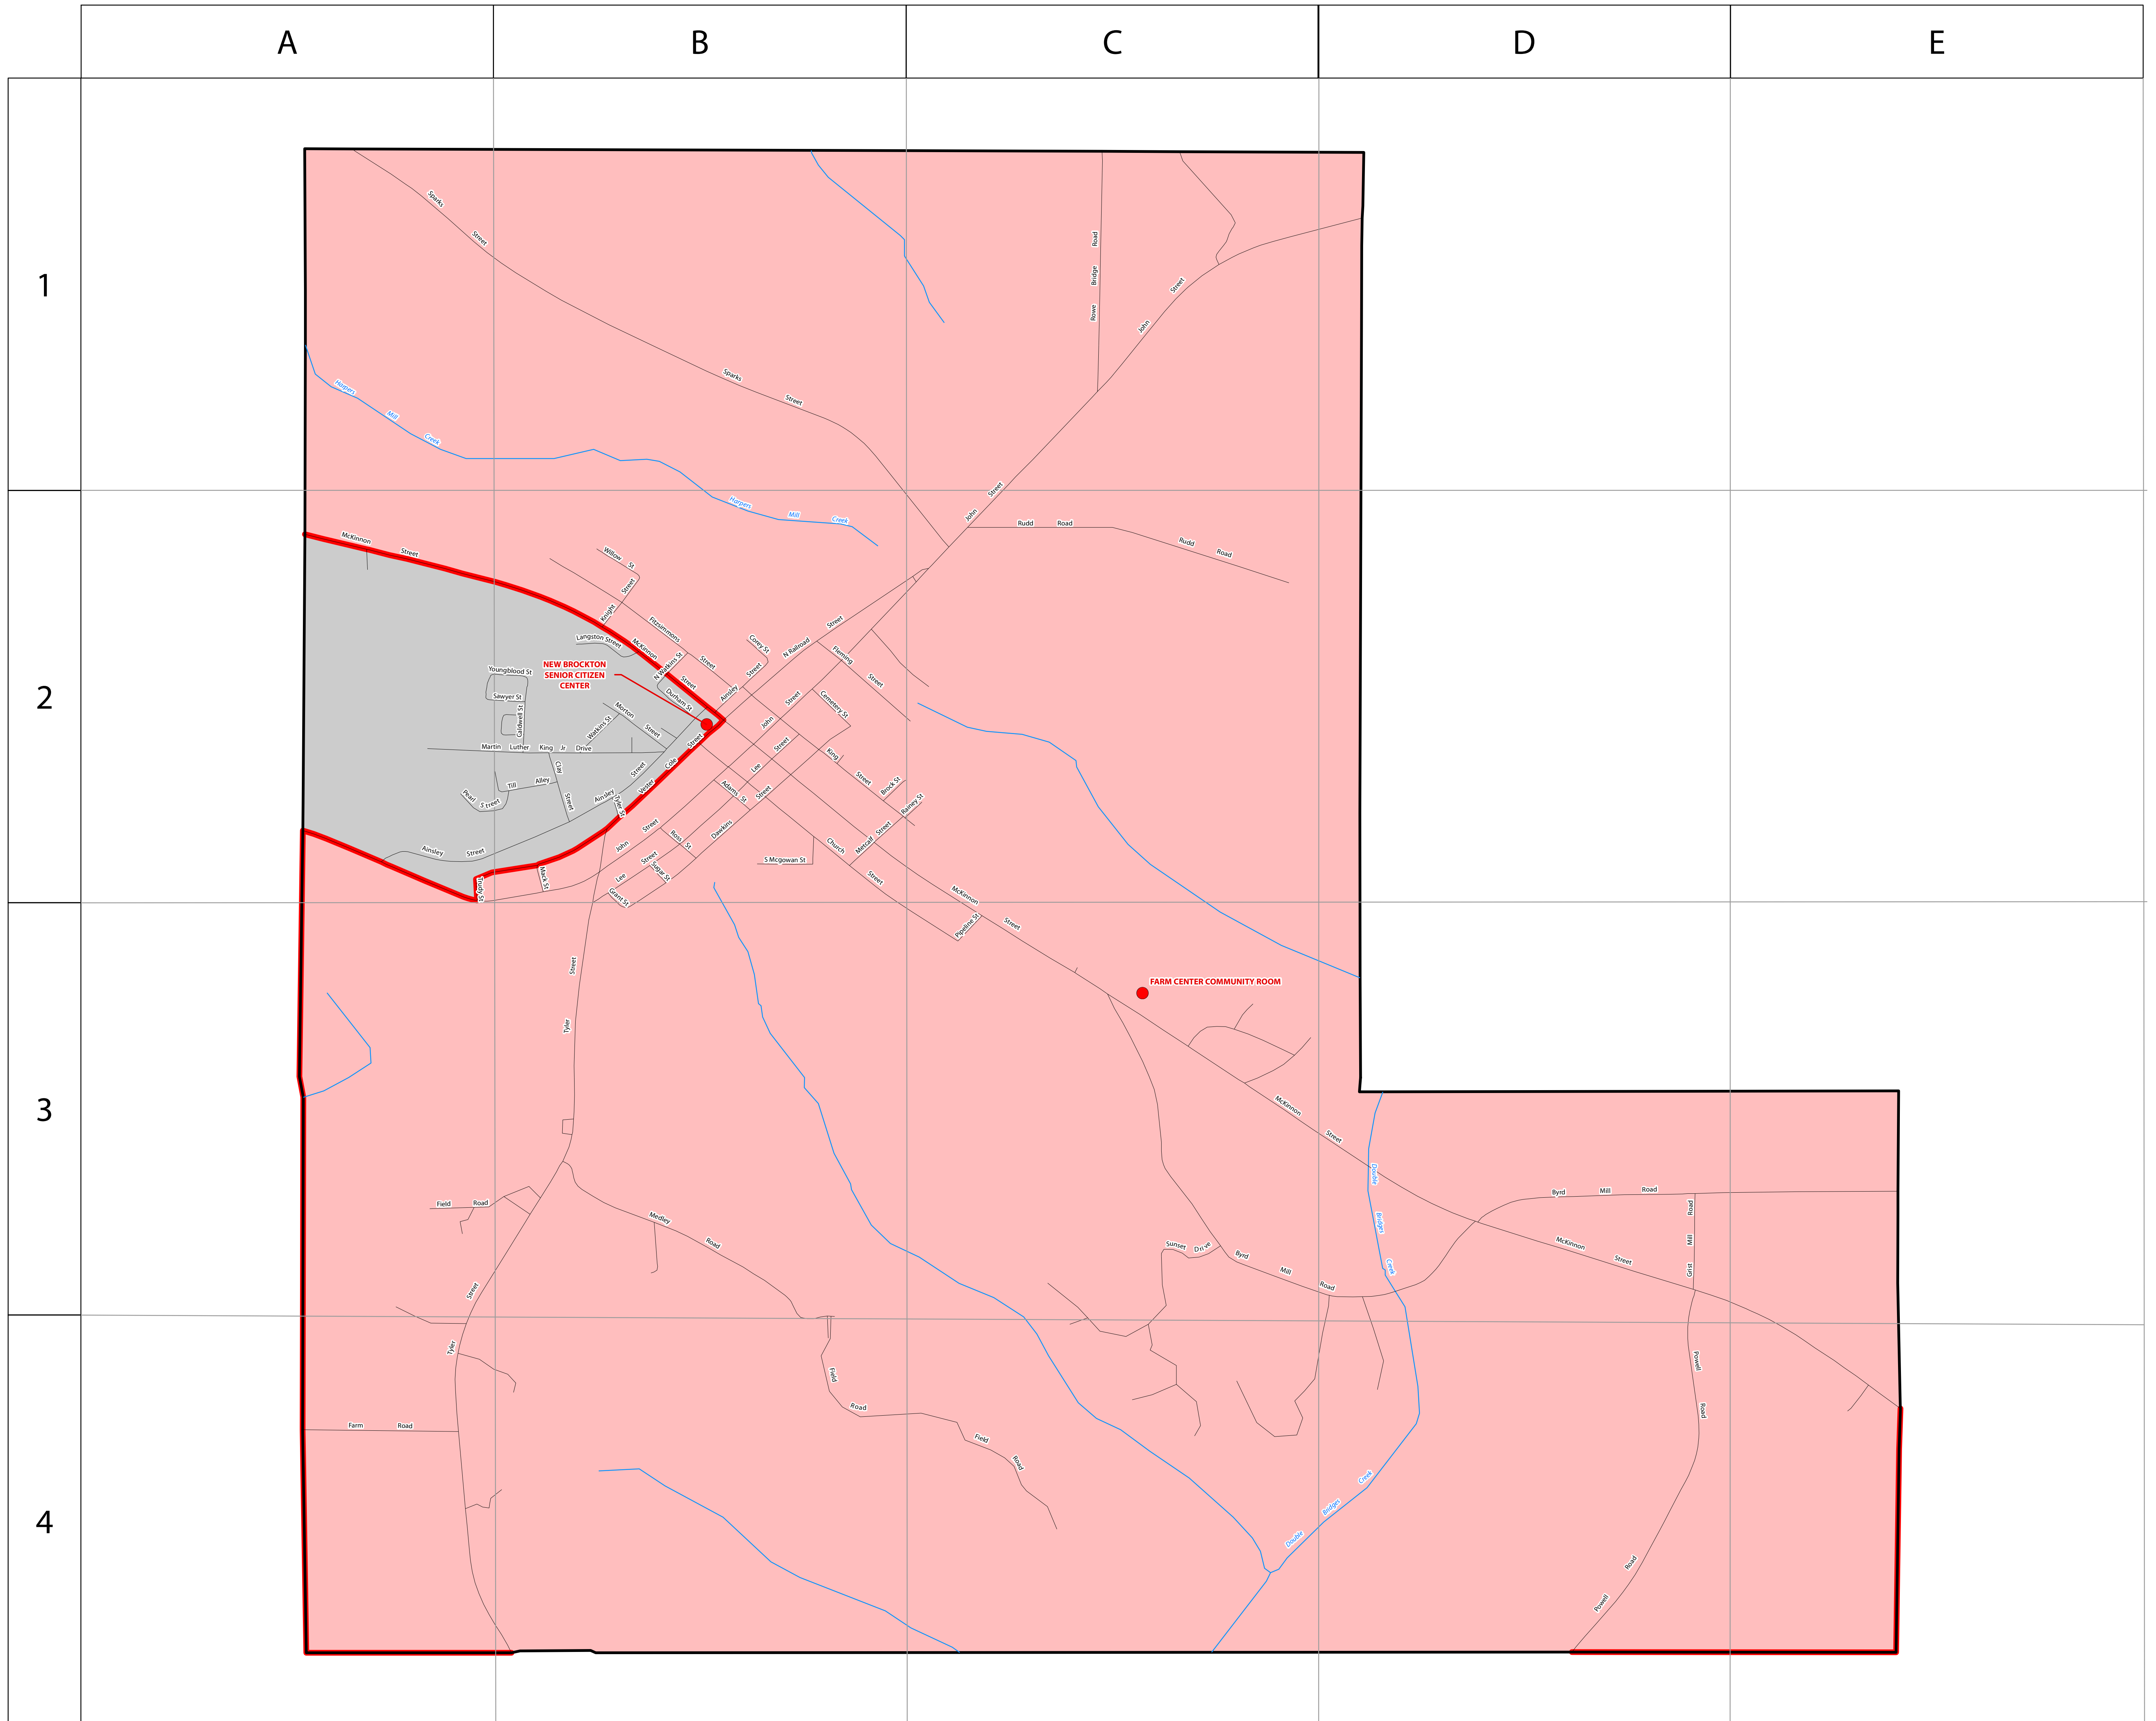 A B C D E
1
Sparks
Street
Rowe Bridge Road
John Street
Harpers Mill Creek
Sparks Street
2
John Street
Harpers Mill Creek
Rudd Road
Rudd Road
McKinnon Street
Willow St
Knight Street
Fitzsimmons Street
Langston Street
McKinnon Street
Corey St
N Railroad Street
Fleming Street
N Watkins St
Ainsley Street
NEW BROCKTON
SENIOR CITIZEN
CENTER
Youngblood St
Sawyer St
Caldwell St
Durham St
Morton Street
Watkins St
John Street
Cemetery St
Martin Luther King Jr Drive
Clay Street
Till Alley
Pearl Street
Ainsley Street
Vester Cole Street
Tyler St
Lee Street
King Street
Brock St
Rainey St
Adams St
Dawkins Street
Metcalf Street
Church Street
Ainsley Street
John Street
Ross St
S Mcgowan St
Lee Street
Sugar St
Grant St
Mack St
Trudy St
McKinnon Street
Pipeline St
3
Tyler Street
FARM CENTER COMMUNITY ROOM
McKinnon Street
Double Bridges Creek
Byrd Mill Road
Grist Mill Road
Field Road
Medley Road
Sunset Drive
Byrd Mill Road
McKinnon Street
4
Tyler Street
Field Road
Field Road
Farm Road
Powell Road
Double Bridges Creek
Powell Road